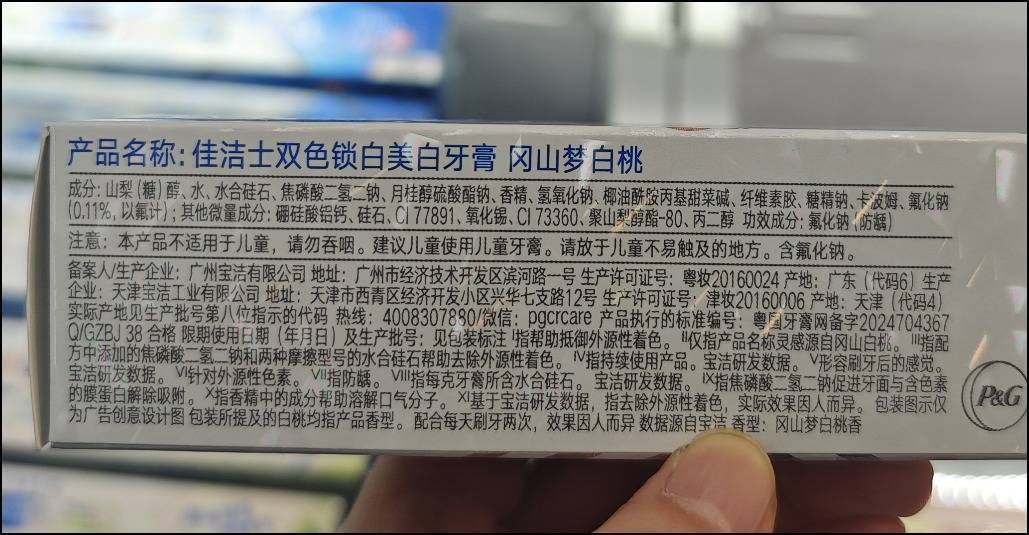 产品名称：佳洁士双色锁白美白牙膏 冈山梦白桃
成分：山梨（糖）醇、水、水合硅石、焦磷酸二氢二钠、月桂醇硫酸酯钠、香精、氢氧化钠、椰油酰胺丙基甜菜碱、纤维素胶、糖精钠、卡波姆、氟化钠
(0.11%，以氟计)；其他微量成分：硼硅酸铝钙、硅石、CI 77891、氧化锡、CI 73360、聚山梨醇酯-80、丙二醇 功效成分：氟化钠（防龋）
注意：本产品不适用于儿童，请勿吞咽。建议儿童使用儿童牙膏。请放于儿童不易触及的地方。含氟化钠。
备案人/生产企业：广州宝洁有限公司 地址：广州市经济技术开发区滨河路一号 生产许可证号：粤妆20160024 产地：广东（代码6）生产
企业：天津宝洁工业有限公司 地址：天津市西青区经济开发小区兴华七支路12号 生产许可证号：津妆20160006 产地：天津（代码4）
实际产地见生产批号第八位指示的代码 热线：4008307880/微信：pgcrcare 产品执行的标准编号：粤国牙膏网备字2024704367
Q/GZBJ 38 合格 限期使用日期（年月日）及生产批号：见包装标注 I指帮助抵御外源性着色。II仅指产品名称灵感源自冈山白桃。III指配
方中添加的焦磷酸二氢二钠和两种摩擦型号的水合硅石帮助去除外源性着色。IV指持续使用产品。宝洁研发数据。V形容刷牙后的感觉。
宝洁研发数据。VI针对外源性色素。VII指防龋。VIII指每克牙膏所含水合硅石。宝洁研发数据。IX指焦磷酸二氢二钠促进牙面与含色素
的膜蛋白解除吸附。X指香精中的成分帮助溶解口气分子。XI基于宝洁研发数据，指去除外源性着色，实际效果因人而异。包装图示仅
为广告创意设计图 包装所提及的白桃均指产品香型。配合每天刷牙两次，效果因人而异 数据源自宝洁 香型：冈山梦白桃香
P&G